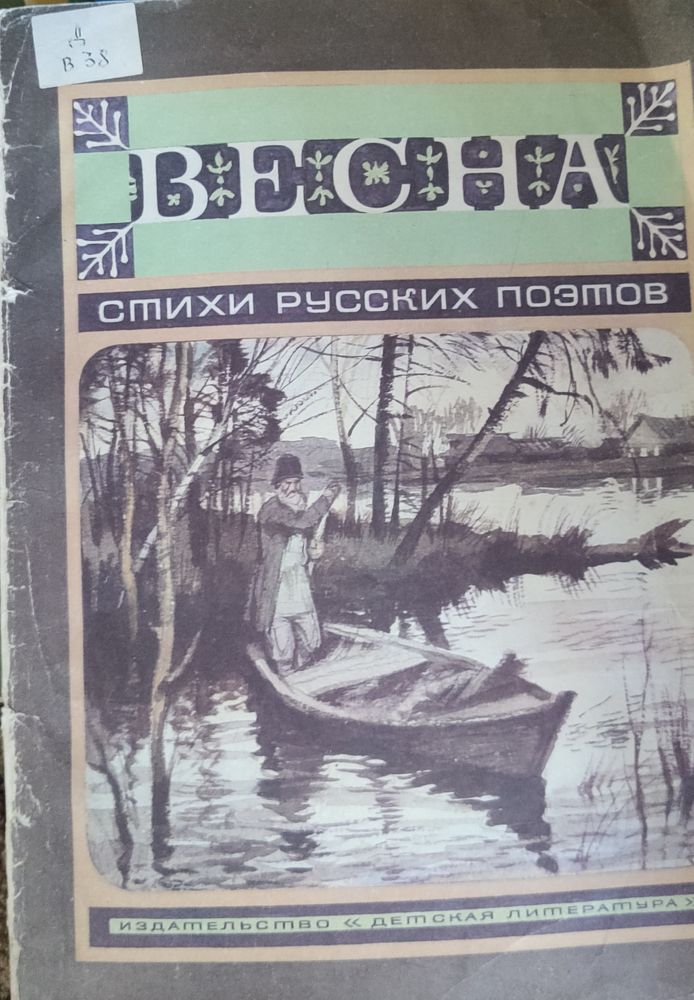 Д
В 38
ВЕСНА
СТИХИ РУССКИХ ПОЭТОВ
ИЗДАТЕЛЬСТВО «ДЕТСКАЯ ЛИТЕРАТУРА»